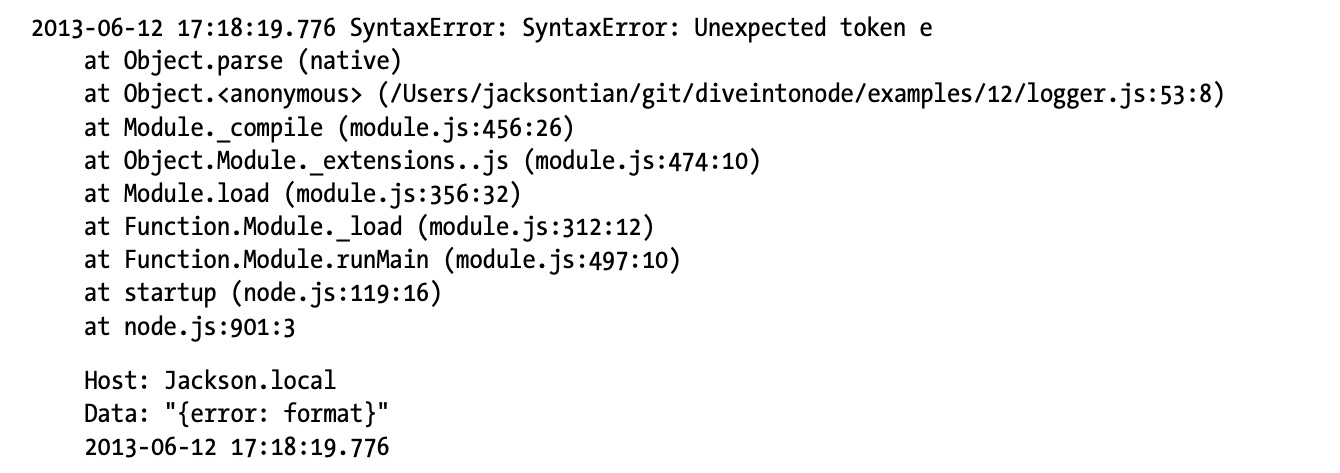 2013-06-12 17:18:19.776 SyntaxError: SyntaxError: Unexpected token e
at Object.parse (native)
at Object.<anonymous> (/Users/jacksontian/git/diveintonode/examples/12/logger.js:53:8)
at Module._compile (module.js:456:26)
at Object.Module._extensions..js (module.js:474:10)
at Module.load (module.js:356:32)
at Function.Module._load (module.js:312:12)
at Function.Module.runMain (module.js:497:10)
at startup (node.js:119:16)
at node.js:901:3
Host: Jackson.local
Data: "{error: format}"
2013-06-12 17:18:19.776